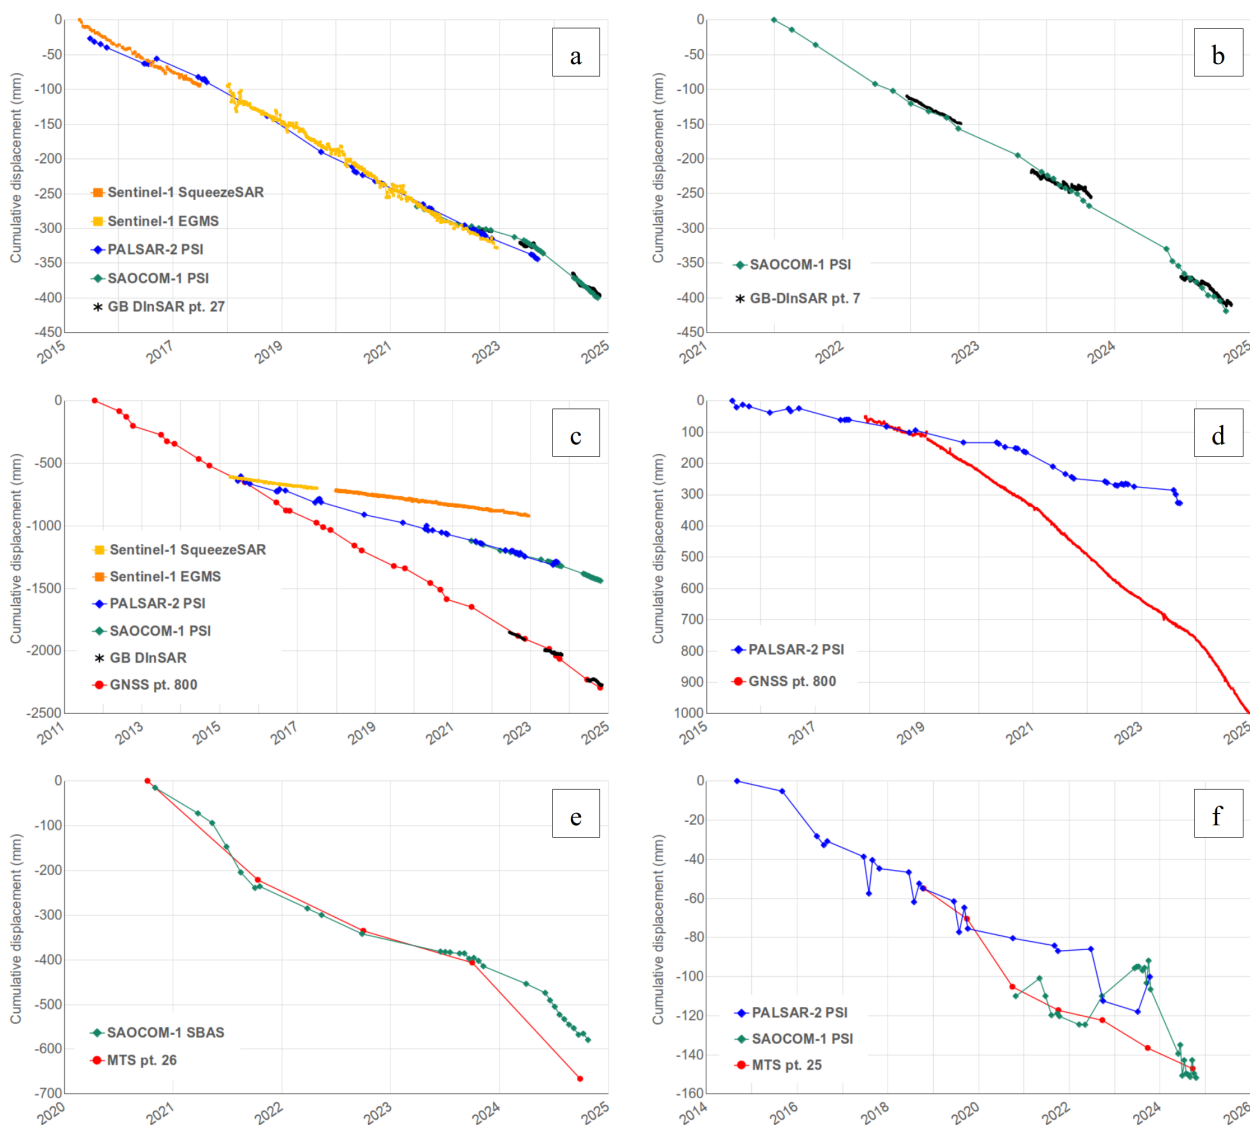 a
Cumulative displacement (mm)
0
-50
-100
-150
-200
-250
-300
-350
-400
-450
Sentinel-1 SqueezeSAR
Sentinel-1 EGMS
PALSAR-2 PSI
SAOCOM-1 PSI
GB DInSAR pt. 27
2015 2017 2019 2021 2023 2025
b
Cumulative displacement (mm)
0
-50
-100
-150
-200
-250
-300
-350
-400
-450
SAOCOM-1 PSI
GB-DInSAR pt. 7
2021 2022 2023 2024 2025
c
Cumulative displacement (mm)
0
-500
-1000
-1500
-2000
-2500
Sentinel-1 SqueezeSAR
Sentinel-1 EGMS
PALSAR-2 PSI
SAOCOM-1 PSI
GB DInSAR
GNSS pt. 800
2011 2013 2015 2017 2019 2021 2023 2025
d
Cumulative displacement (mm)
0
100
200
300
400
500
600
700
800
900
1000
PALSAR-2 PSI
GNSS pt. 800
2015 2017 2019 2021 2023 2025
e
Cumulative displacement (mm)
0
-100
-200
-300
-400
-500
-600
-700
SAOCOM-1 SBAS
MTS pt. 26
2020 2021 2022 2023 2024 2025
f
Cumulative displacement (mm)
0
-20
-40
-60
-80
-100
-120
-140
-160
PALSAR-2 PSI
SAOCOM-1 PSI
MTS pt. 25
2014 2016 2018 2020 2022 2024 2026